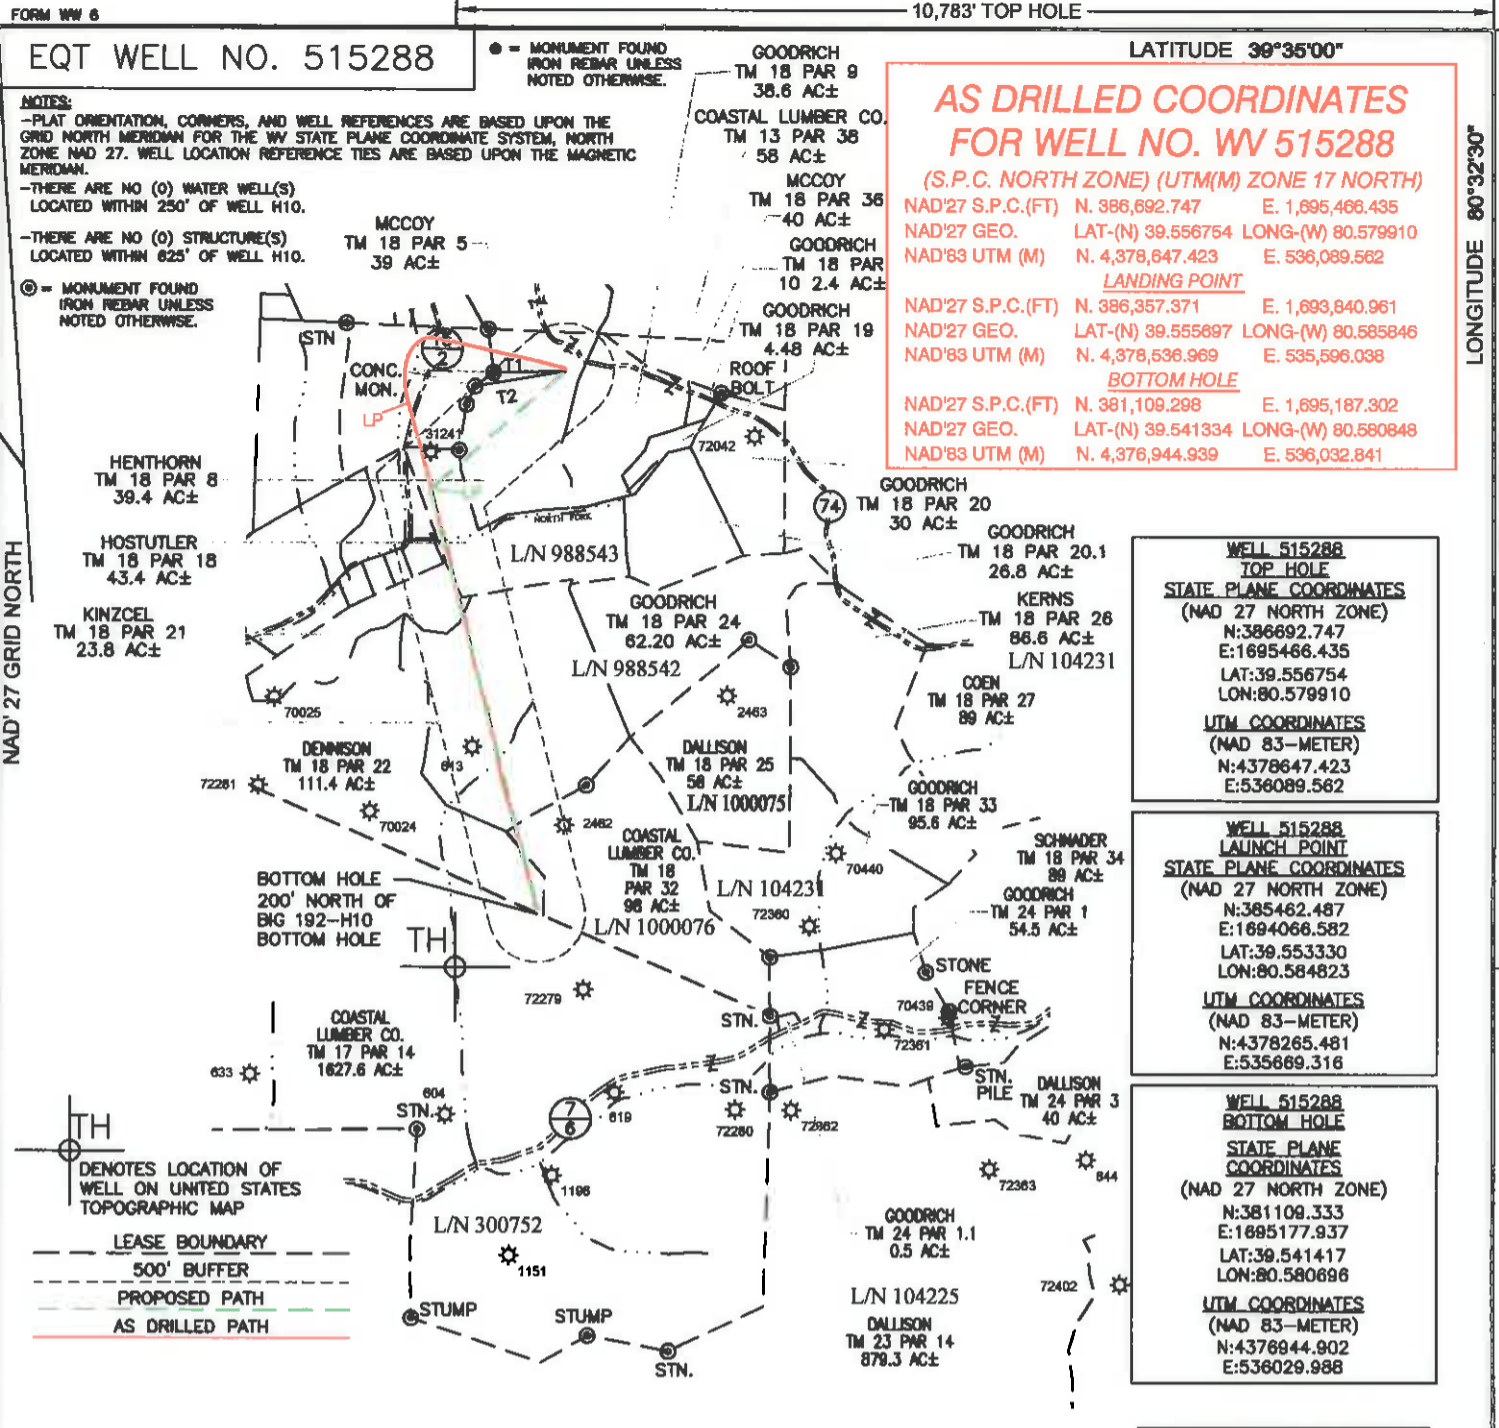 FORM WW 6
10,783' TOP HOLE
EQT WELL NO. 515288
● = MONUMENT FOUND
IRON REBAR UNLESS
NOTED OTHERWISE.
LATITUDE 39°35'00"
LONGITUDE 80°32'30"
NOTES:
-PLAT ORIENTATION, CORNERS, AND WELL REFERENCES ARE BASED UPON THE
GRID NORTH MERIDIAN FOR THE WV STATE PLANE COORDINATE SYSTEM, NORTH
ZONE NAD 27. WELL LOCATION REFERENCE TIES ARE BASED UPON THE MAGNETIC
MERIDIAN.
-THERE ARE NO (0) WATER WELL(S)
LOCATED WITHIN 250' OF WELL H10.
-THERE ARE NO (0) STRUCTURE(S)
LOCATED WITHIN 625' OF WELL H10.
= MONUMENT FOUND
IRON REBAR UNLESS
NOTED OTHERWISE.
AS DRILLED COORDINATES
FOR WELL NO. WV 515288
(S.P.C. NORTH ZONE) (UTM(M) ZONE 17 NORTH)
NAD'27 S.P.C.(FT) N. 386,692.747 E. 1,695,466.435
NAD'27 GEO. LAT-(N) 39.556754 LONG-(W) 80.579910
NAD'83 UTM (M) N. 4,378,647.423 E. 536,089.562
LANDING POINT
NAD'27 S.P.C.(FT) N. 386,357.371 E. 1,693,840.961
NAD'27 GEO. LAT-(N) 39.555697 LONG-(W) 80.585846
NAD'83 UTM (M) N. 4,378,536.969 E. 535,596.038
BOTTOM HOLE
NAD'27 S.P.C.(FT) N. 381,109.298 E. 1,695,187.302
NAD'27 GEO. LAT-(N) 39.541334 LONG-(W) 80.580848
NAD'83 UTM (M) N. 4,376,944.939 E. 536,032.841
GOODRICH
TM 18 PAR 9
38.6 AC±
COASTAL LUMBER CO.
TM 13 PAR 38
58 AC±
MCCOY
TM 18 PAR 36
40 AC±
GOODRICH
TM 18 PAR
10 2.4 AC±
GOODRICH
TM 18 PAR 19
4.48 AC±
MCCOY
TM 18 PAR 5
39 AC±
STN
2
CONC.
MON.
T1
T2
ROOF
BOLT
LP
31241
72042
HENTHORN
TM 18 PAR 8
39.4 AC±
HOSTUTLER
TM 18 PAR 18
43.4 AC±
KINZCEL
TM 18 PAR 21
23.8 AC±
NAD'27 GRID NORTH
NORTH FORK
L/N 988543
74
GOODRICH
TM 18 PAR 20
30 AC±
GOODRICH
TM 18 PAR 20.1
26.8 AC±
KERNS
TM 18 PAR 26
86.6 AC±
L/N 104231
GOODRICH
TM 18 PAR 24
62.20 AC±
L/N 988542
COEN
TM 18 PAR 27
89 AC±
70025
2463
DENNISON
TM 18 PAR 22
111.4 AC±
643
72281
70024
DALLISON
TM 18 PAR 25
58 AC±
L/N 1000075
GOODRICH
TM 18 PAR 33
95.6 AC±
2462
COASTAL
LUMBER CO.
TM 18
PAR 32
98 AC±
L/N 1000076
L/N 104231
70440
72360
SCHMADER
TM 18 PAR 34
89 AC±
GOODRICH
TM 24 PAR 1
54.5 AC±
BOTTOM HOLE
200' NORTH OF
BIG 192-H10
BOTTOM HOLE
TH
STONE
FENCE
CORNER
70439
72279
STN.
72361
COASTAL
LUMBER CO.
TM 17 PAR 14
1627.6 AC±
633
604
STN.
7
6
619
STN.
72280
72362
STN.
PILE
DALLISON
TM 24 PAR 3
40 AC±
TH
DENOTES LOCATION OF
WELL ON UNITED STATES
TOPOGRAPHIC MAP
1196
72363
844
L/N 300752
1151
GOODRICH
TM 24 PAR 1.1
0.5 AC±
LEASE BOUNDARY
500' BUFFER
PROPOSED PATH
AS DRILLED PATH
STUMP
STUMP
STN.
72402
L/N 104225
DALLISON
TM 23 PAR 14
879.3 AC±
WELL 515288
TOP HOLE
STATE PLANE COORDINATES
(NAD 27 NORTH ZONE)
N:386692.747
E:1695466.435
LAT:39.556754
LON:80.579910
UTM COORDINATES
(NAD 83-METER)
N:4378647.423
E:536089.562
WELL 515288
LAUNCH POINT
STATE PLANE COORDINATES
(NAD 27 NORTH ZONE)
N:385462.487
E:1694066.582
LAT:39.553330
LON:80.584823
UTM COORDINATES
(NAD 83-METER)
N:4378265.481
E:535669.316
WELL 515288
BOTTOM HOLE
STATE PLANE
COORDINATES
(NAD 27 NORTH ZONE)
N:381109.333
E:1695177.937
LAT:39.541417
LON:80.580696
UTM COORDINATES
(NAD 83-METER)
N:4376944.902
E:536029.988